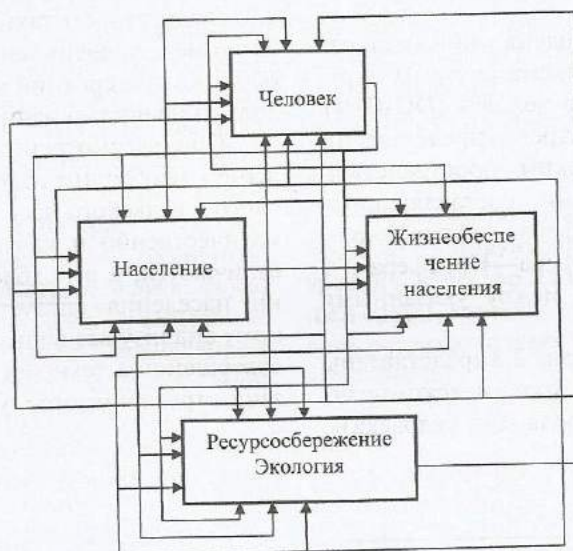 Человек
Население
Жизнеобеспе
чение
населения
Ресурсосбережение
Экология